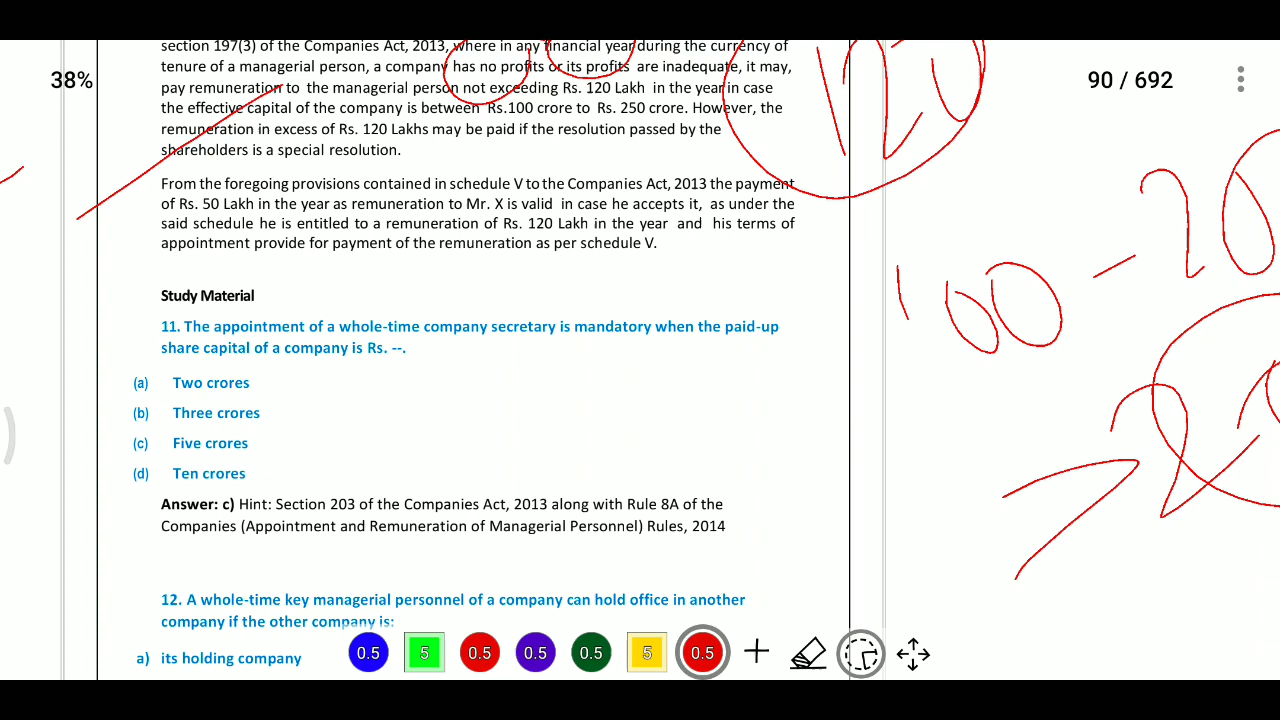 section 197(3) of the Companies Act, 2013, where in any financial year during the currency of
38%
90 / 692
tenure of a managerial person, a company has no profits or its profits are inadequate, it may,
pay remuneration to the managerial person not exceeding Rs. 120 Lakh in the year in case
the effective capital of the company is between Rs.100 crore to Rs. 250 crore. However, the
remuneration in excess of Rs. 120 Lakhs may be paid if the resolution passed by the
shareholders is a special resolution.
120
From the foregoing provisions contained in schedule V to the Companies Act, 2013 the payment
of Rs. 50 Lakh in the year as remuneration to Mr. X is valid in case he accepts it, as under the
said schedule he is entitled to a remuneration of Rs. 120 Lakh in the year and his terms of
appointment provide for payment of the remuneration as per schedule V.
100 -
Study Material
11. The appointment of a whole-time company secretary is mandatory when the paid-up
share capital of a company is Rs. --.
(a) Two crores
(b) Three crores
(c) Five crores
(d) Ten crores
Answer: c) Hint: Section 203 of the Companies Act, 2013 along with Rule 8A of the
Companies (Appointment and Remuneration of Managerial Personnel) Rules, 2014
12. A whole-time key managerial personnel of a company can hold office in another
company if the other company is:
a) its holding company
0.5 5 0.5 0.5 0.5 5 0.5